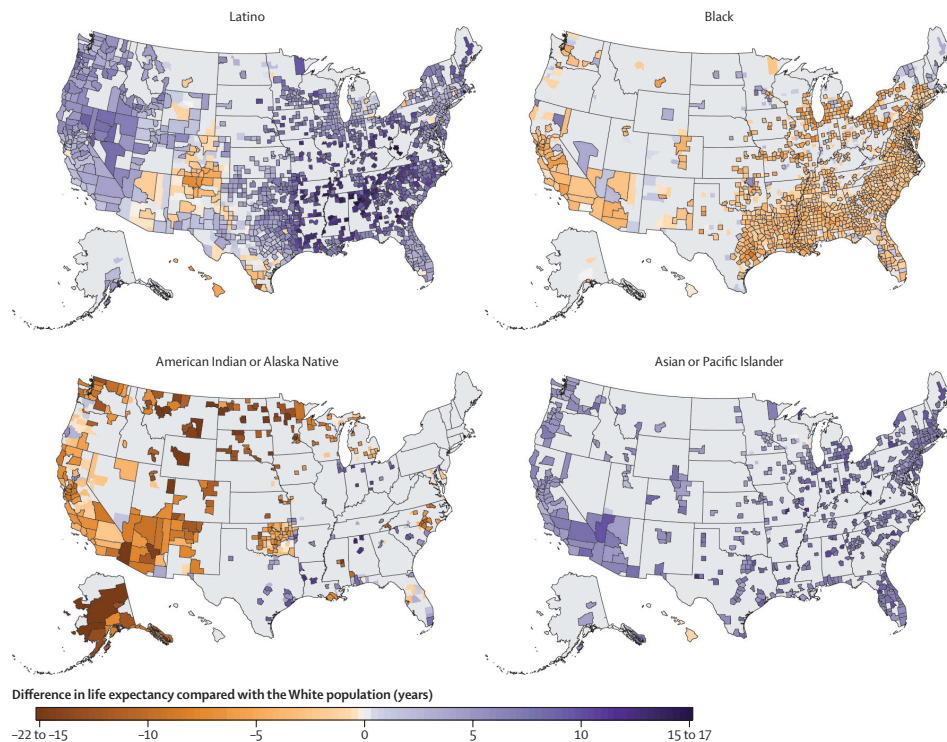 Latino
Black
American Indian or Alaska Native
Asian or Pacific Islander
Difference in life expectancy compared with the White population (years)
–22 to –15
–10
–5
0
5
10
15 to 17